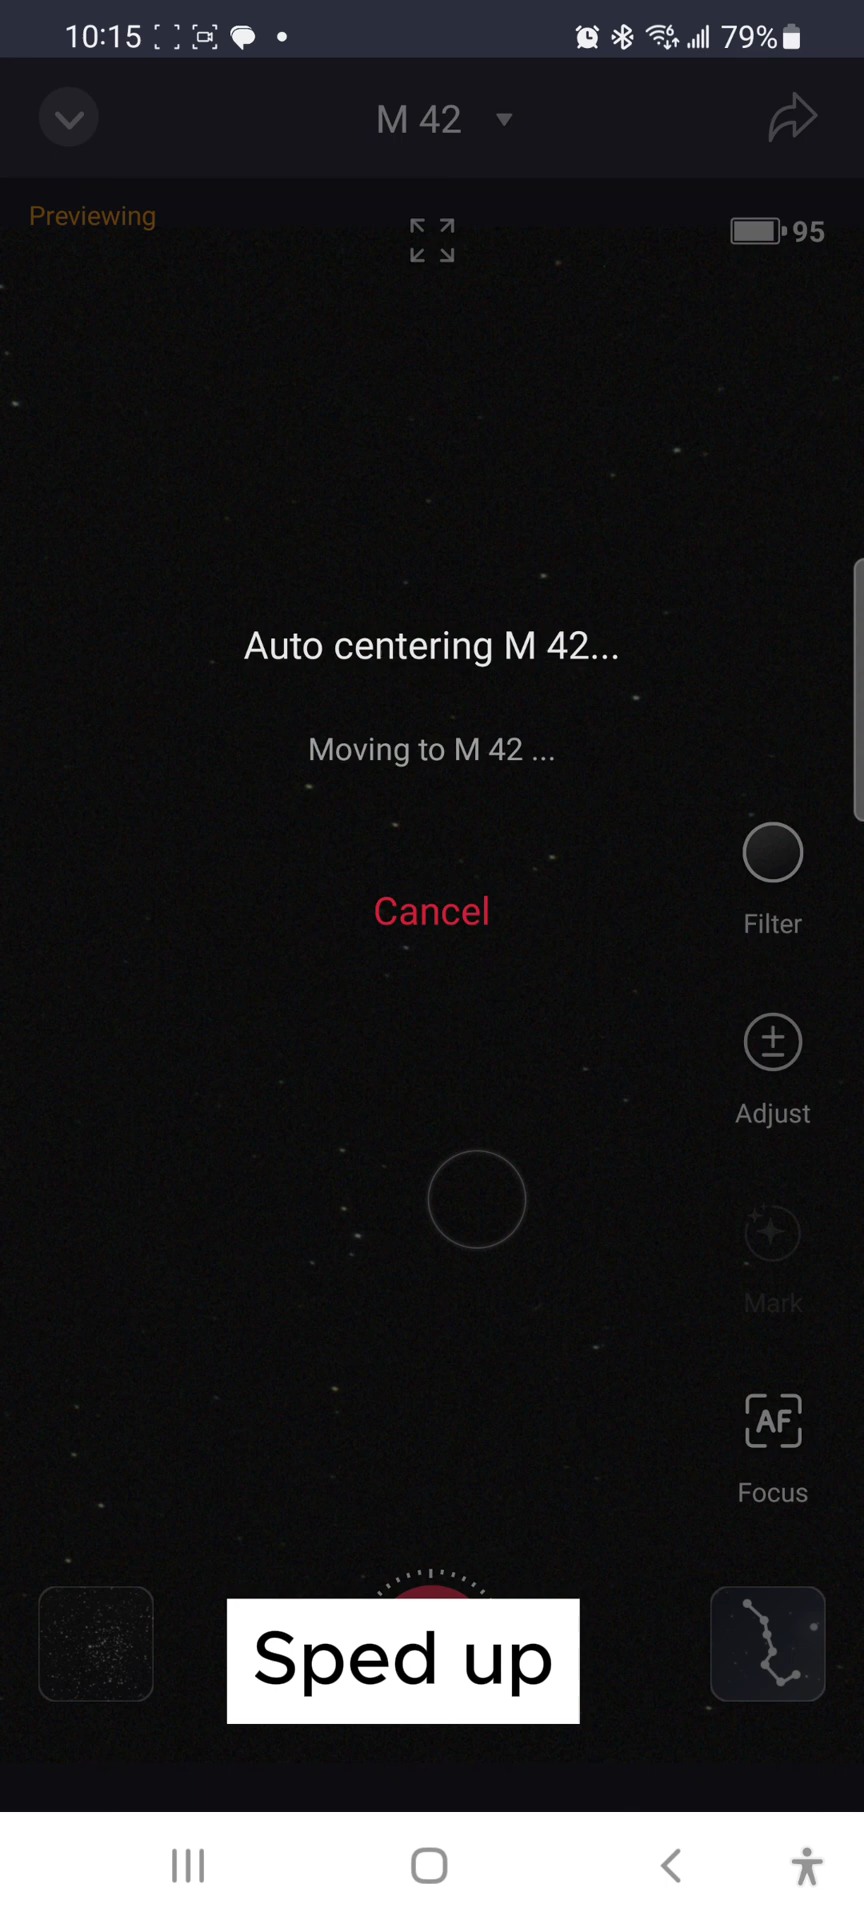 10:15
79%
M 42
Previewing
95
Auto centering M 42...
Moving to M 42 ...
Cancel
Filter
Adjust
Mark
AF
Focus
Sped up